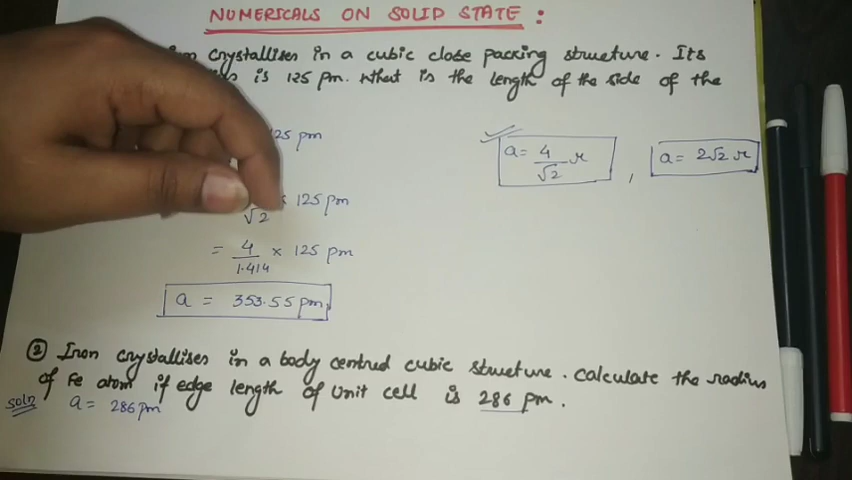 NUMERICALS ON SOLID STATE :
crystallises in a cubic close packing structure. Its
is 125 pm. What is the length of the side of the
125 pm
a = 4/√2 r , a = 2√2 r
√2 × 125 pm
= 4/1.414 × 125 pm
a = 353.55 pm
② Iron crystallises in a body centred cubic structure. Calculate the radius
of Fe atom if edge length of Unit cell is 286 pm.
Soln a = 286 pm